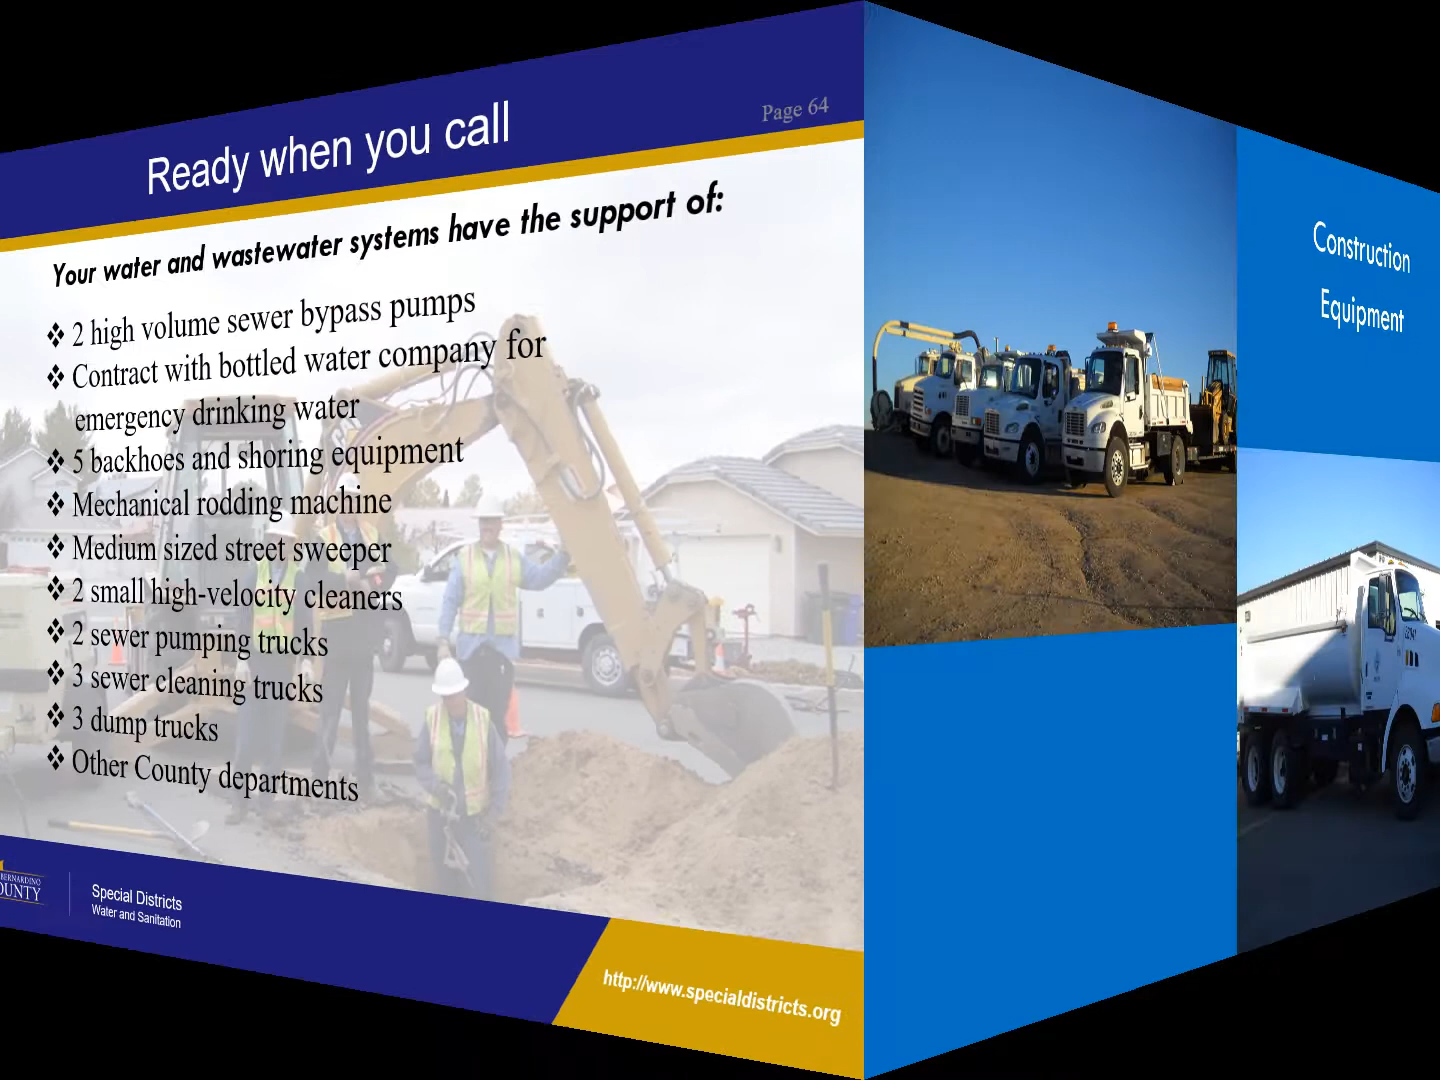 Ready when you call
Page 64
Your water and wastewater systems have the support of:
❖ 2 high volume sewer bypass pumps
❖ Contract with bottled water company for
emergency drinking water
❖ 5 backhoes and shoring equipment
❖ Mechanical rodding machine
❖ Medium sized street sweeper
❖ 2 small high-velocity cleaners
❖ 2 sewer pumping trucks
❖ 3 sewer cleaning trucks
❖ 3 dump trucks
❖ Other County departments
BERNARDINO
OUNTY
Special Districts
Water and Sanitation
http://www.specialdistricts.org
Construction
Equipment